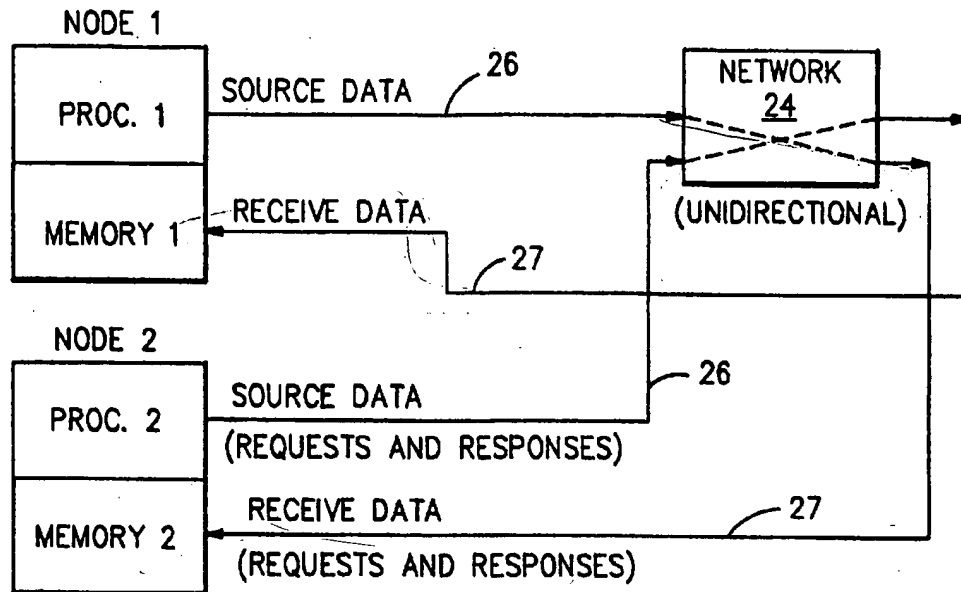 NODE 1
PROC. 1
MEMORY 1
SOURCE DATA
26
NETWORK
24
(UNIDIRECTIONAL)
RECEIVE DATA
27
NODE 2
PROC. 2
MEMORY 2
SOURCE DATA
(REQUESTS AND RESPONSES)
26
RECEIVE DATA
(REQUESTS AND RESPONSES)
27